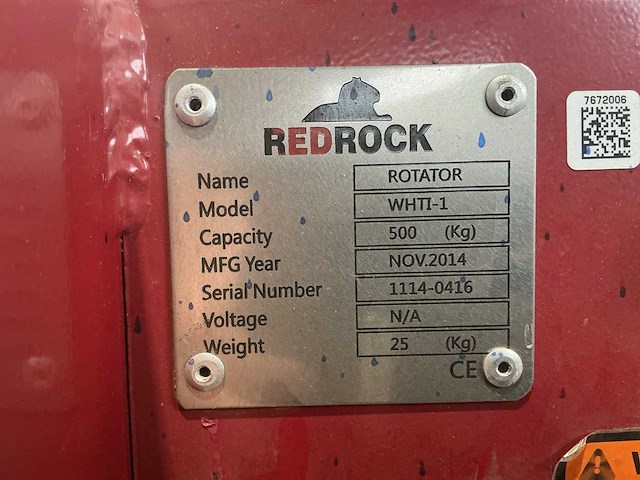 7672006
REDROCK
Name ROTATOR
Model WHTI-1
Capacity 500 (Kg)
MFG Year NOV.2014
Serial Number 1114-0416
Voltage N/A
Weight 25 (Kg)
CE